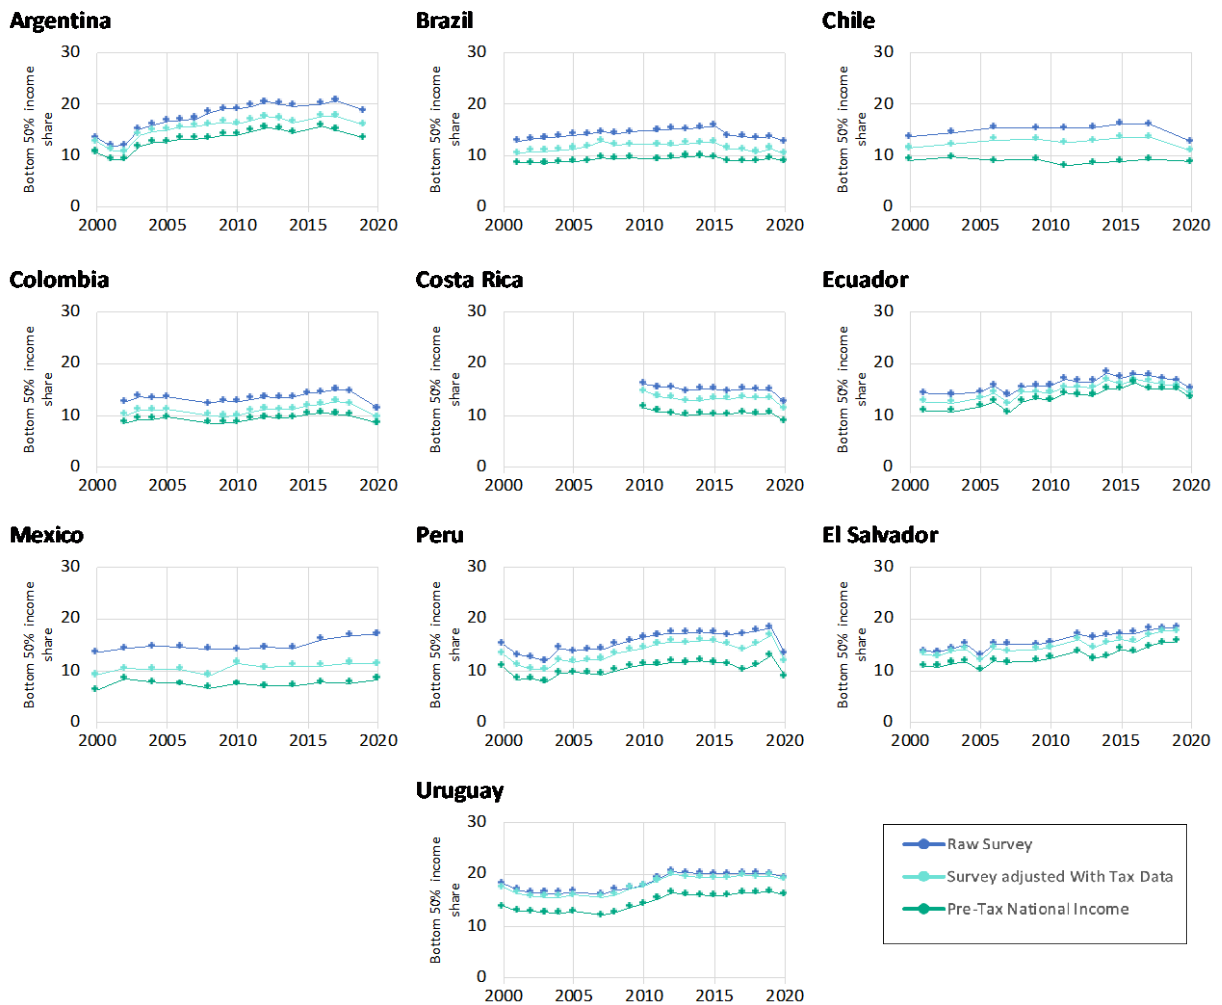 Argentina
Brazil
Chile
Bottom 50% income
share
30
20
10
0
2000 2005 2010 2015 2020
Bottom 50% income
share
30
20
10
0
2000 2005 2010 2015 2020
Bottom 50% income
share
30
20
10
0
2000 2005 2010 2015 2020
Colombia
Costa Rica
Ecuador
Bottom 50% income
share
30
20
10
0
2000 2005 2010 2015 2020
Bottom 50% income
share
30
20
10
0
2000 2005 2010 2015 2020
Bottom 50% income
share
30
20
10
0
2000 2005 2010 2015 2020
Mexico
Peru
El Salvador
Bottom 50% income
share
30
20
10
0
2000 2005 2010 2015 2020
Bottom 50% income
share
30
20
10
0
2000 2005 2010 2015 2020
Bottom 50% income
share
30
20
10
0
2000 2005 2010 2015 2020
Uruguay
Bottom 50% income
share
30
20
10
0
2000 2005 2010 2015 2020
Raw Survey
Survey adjusted With Tax Data
Pre-Tax National Income